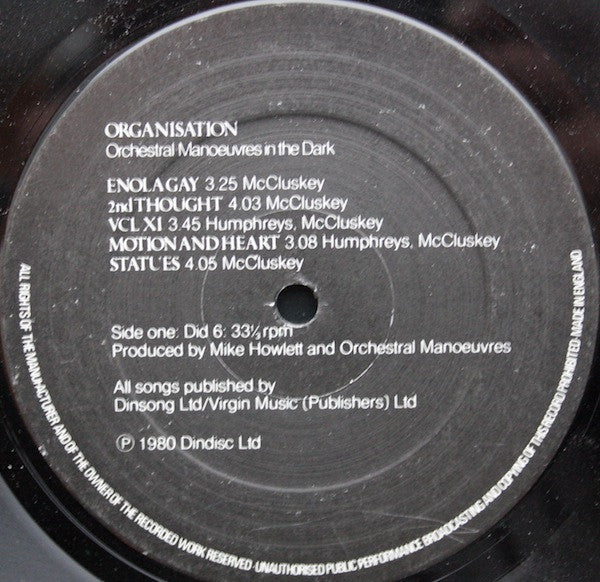 ORGANISATION
Orchestral Manoeuvres in the Dark
ENOLA GAY 3.25 McCluskey
2nd THOUGHT 4.03 McCluskey
VCL XI 3.45 Humphreys, McCluskey
MOTION AND HEART 3.08 Humphreys, McCluskey
STATUES 4.05 McCluskey
Side one: Did 6: 33⅓ rpm
Produced by Mike Howlett and Orchestral Manoeuvres
All songs published by
Dinsong Ltd/Virgin Music (Publishers) Ltd
℗ 1980 Dindisc Ltd
ALL RIGHTS OF THE MANUFACTURER AND OF THE OWNER OF THE RECORDED WORK RESERVED·UNAUTHORISED PUBLIC PERFORMANCE BROADCASTING AND COPYING OF THIS RECORD PROHIBITED·MADE IN ENGLAND